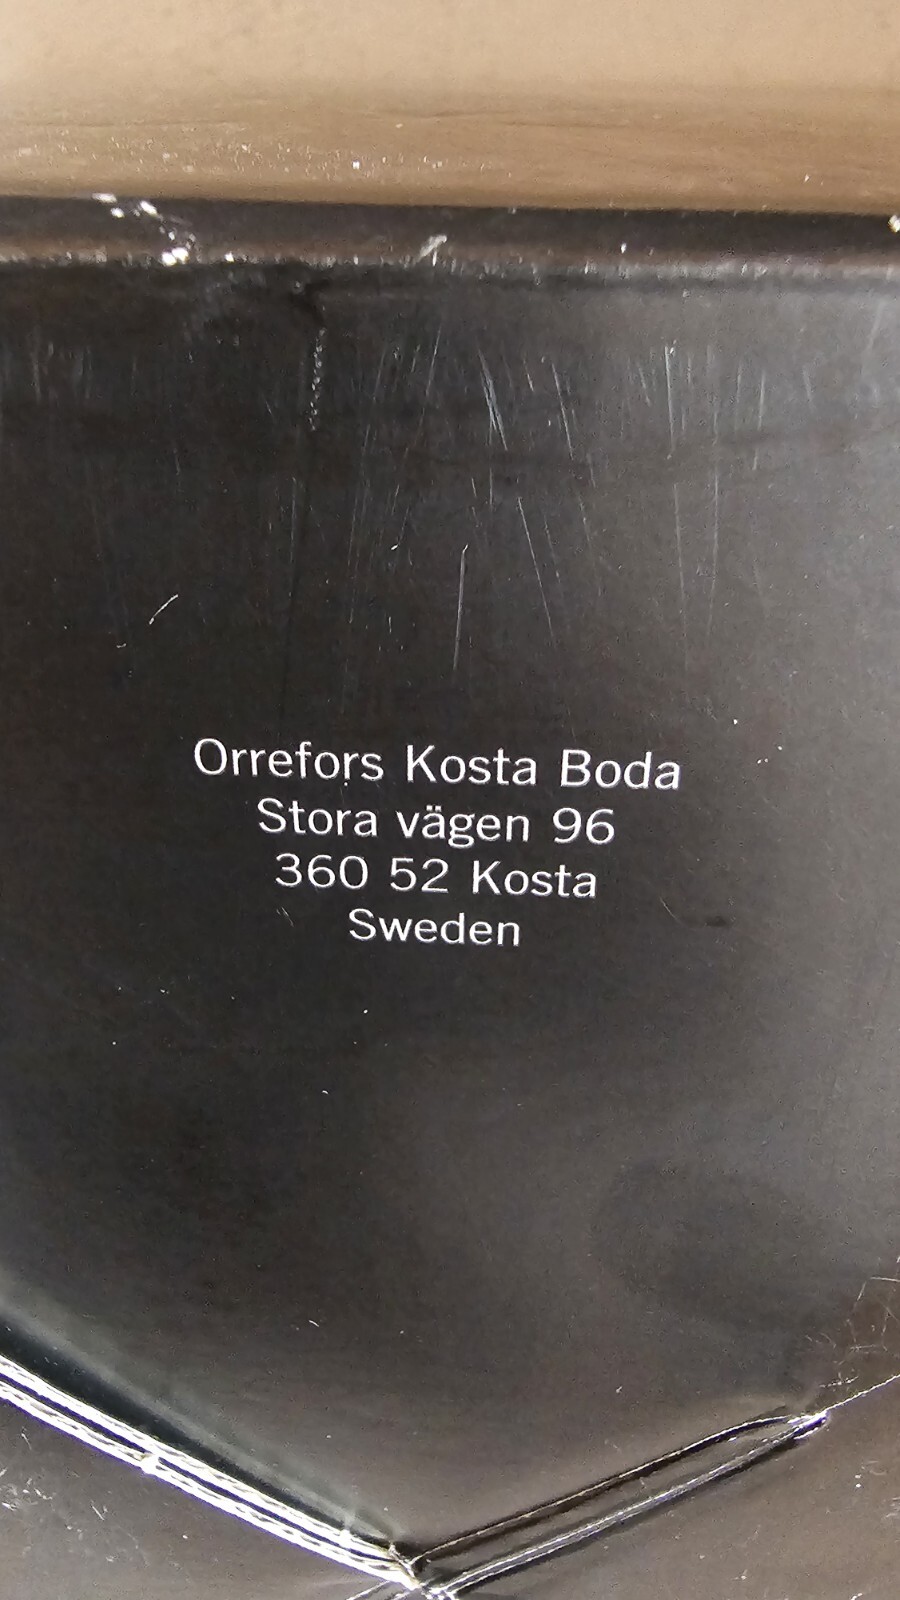 Orrefors Kosta Boda
Stora vägen 96
360 52 Kosta
Sweden